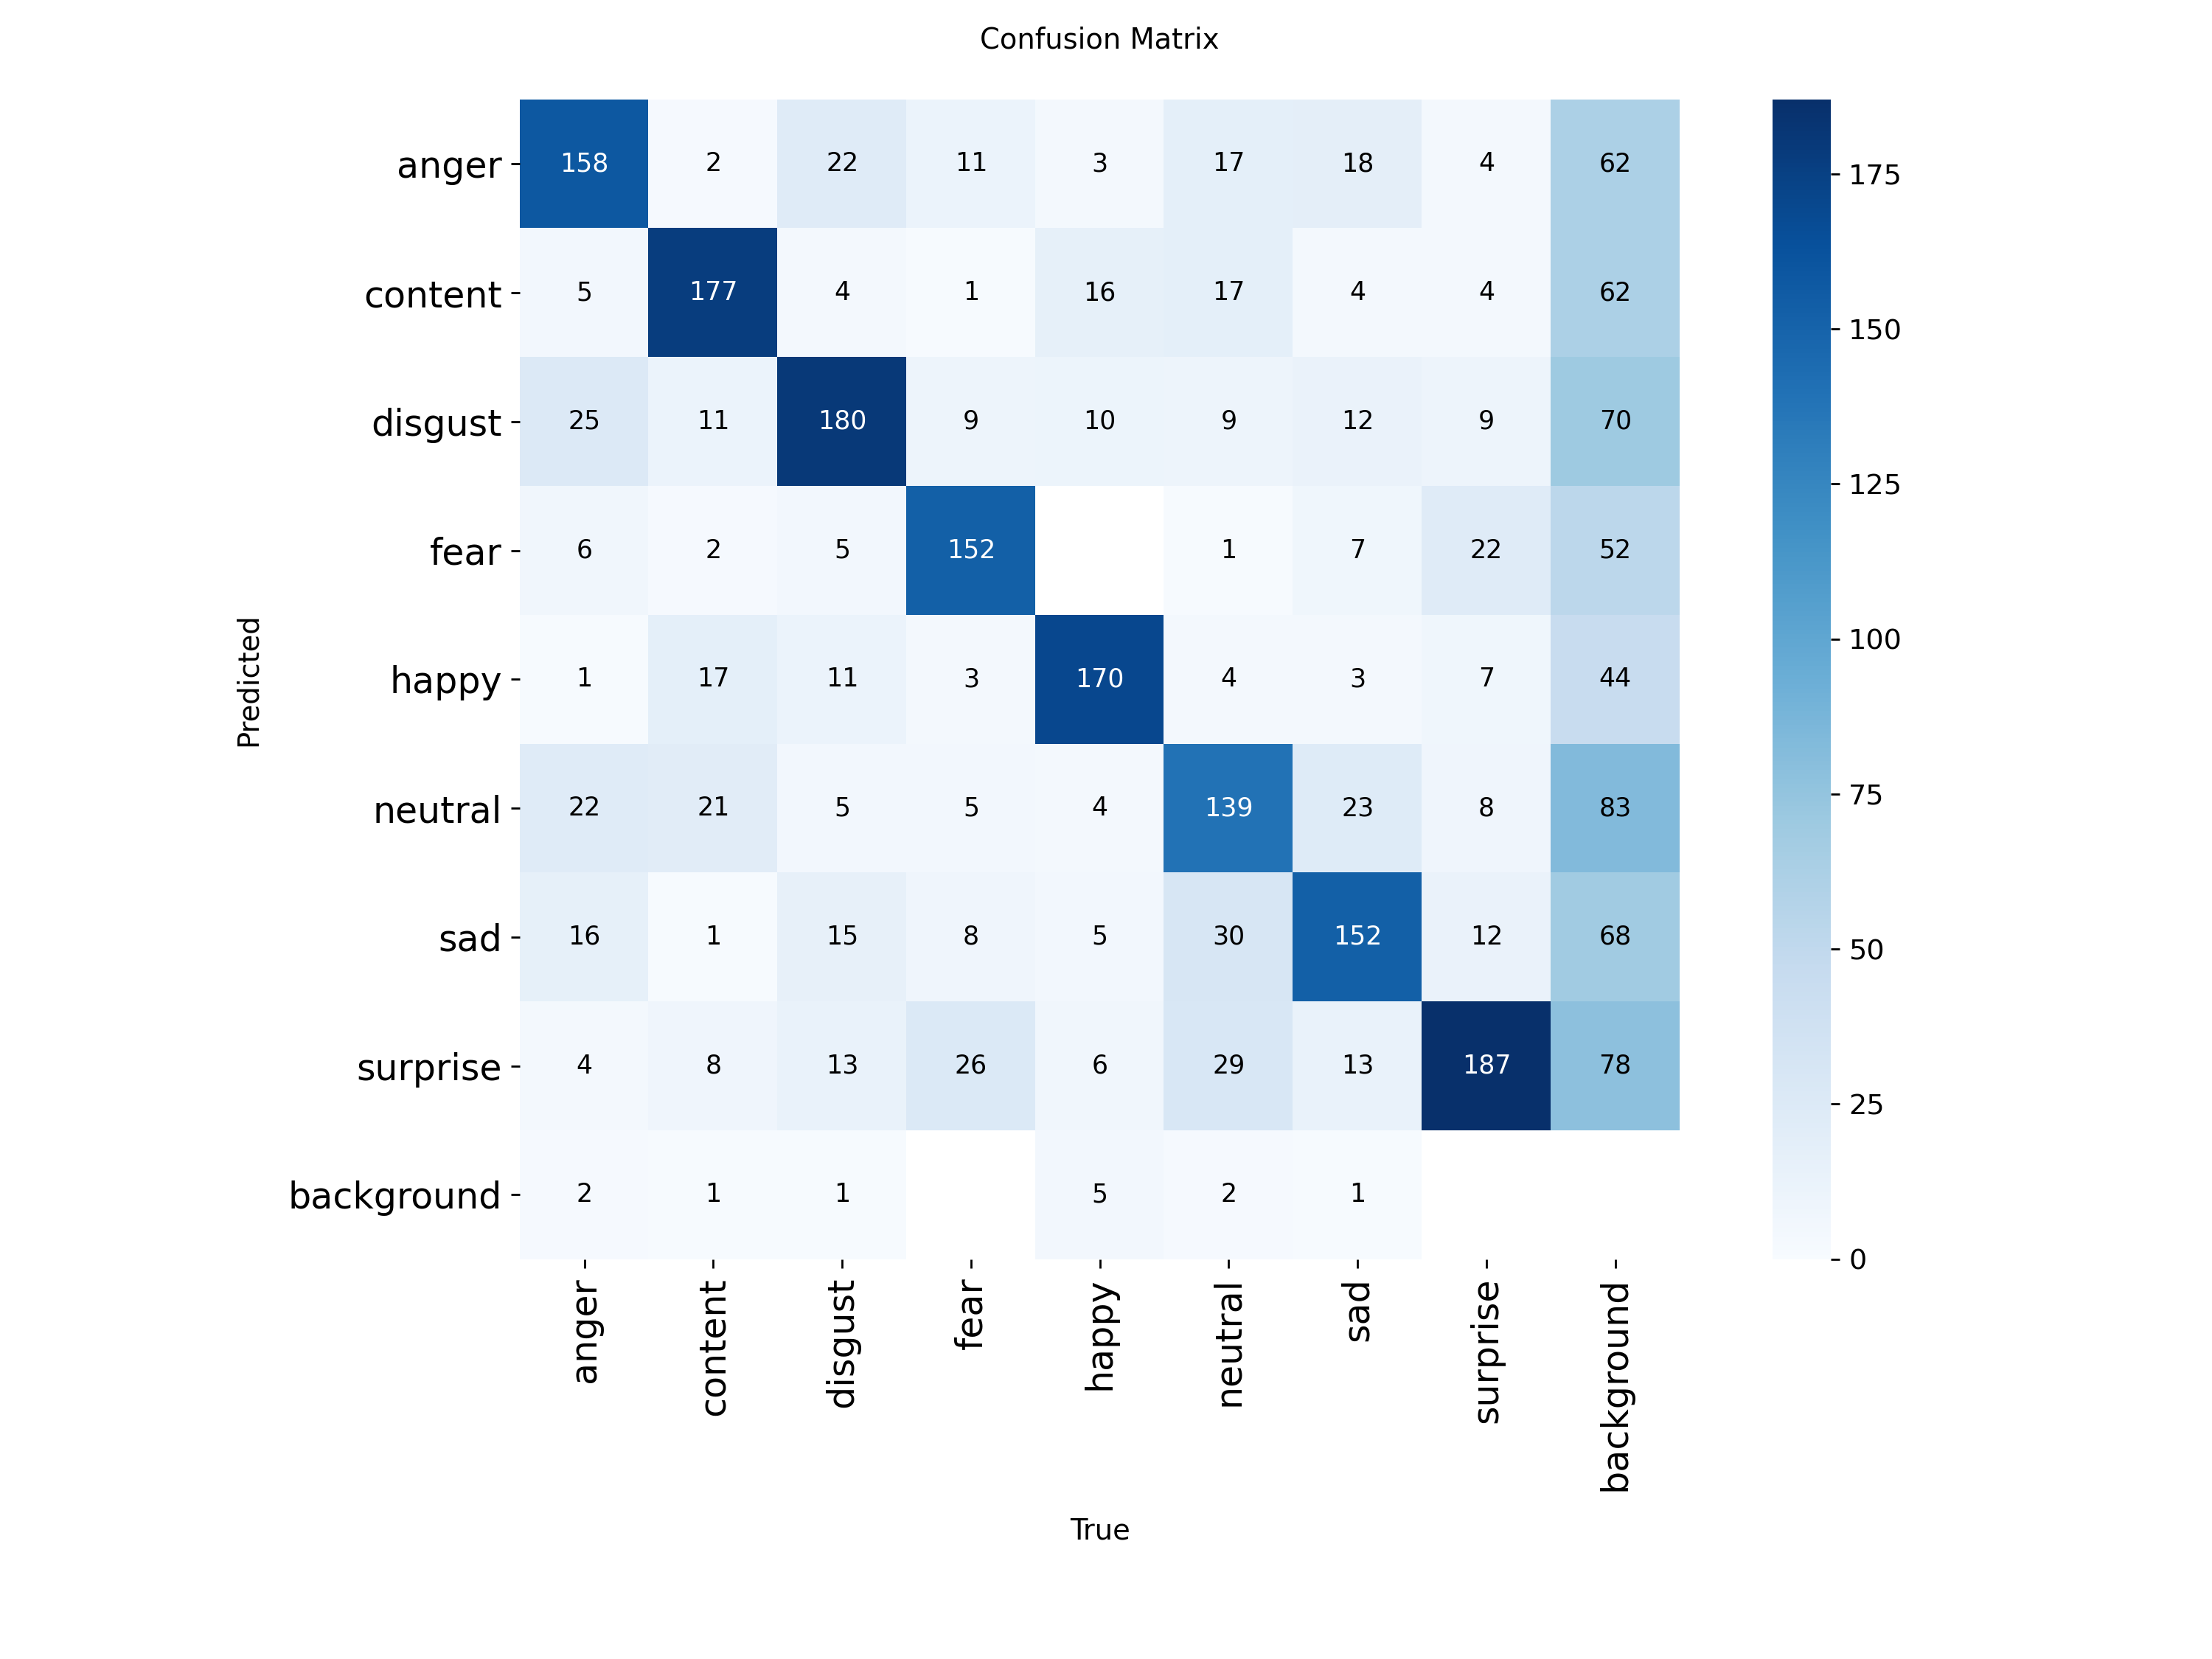 Confusion Matrix
anger 158 2 22 11 3 17 18 4 62
content 5 177 4 1 16 17 4 4 62
disgust 25 11 180 9 10 9 12 9 70
fear 6 2 5 152 1 7 22 52
happy 1 17 11 3 170 4 3 7 44
neutral 22 21 5 5 4 139 23 8 83
sad 16 1 15 8 5 30 152 12 68
surprise 4 8 13 26 6 29 13 187 78
background 2 1 1 5 2 1
Predicted
anger content disgust fear happy neutral sad surprise background
True
175
150
125
100
75
50
25
0